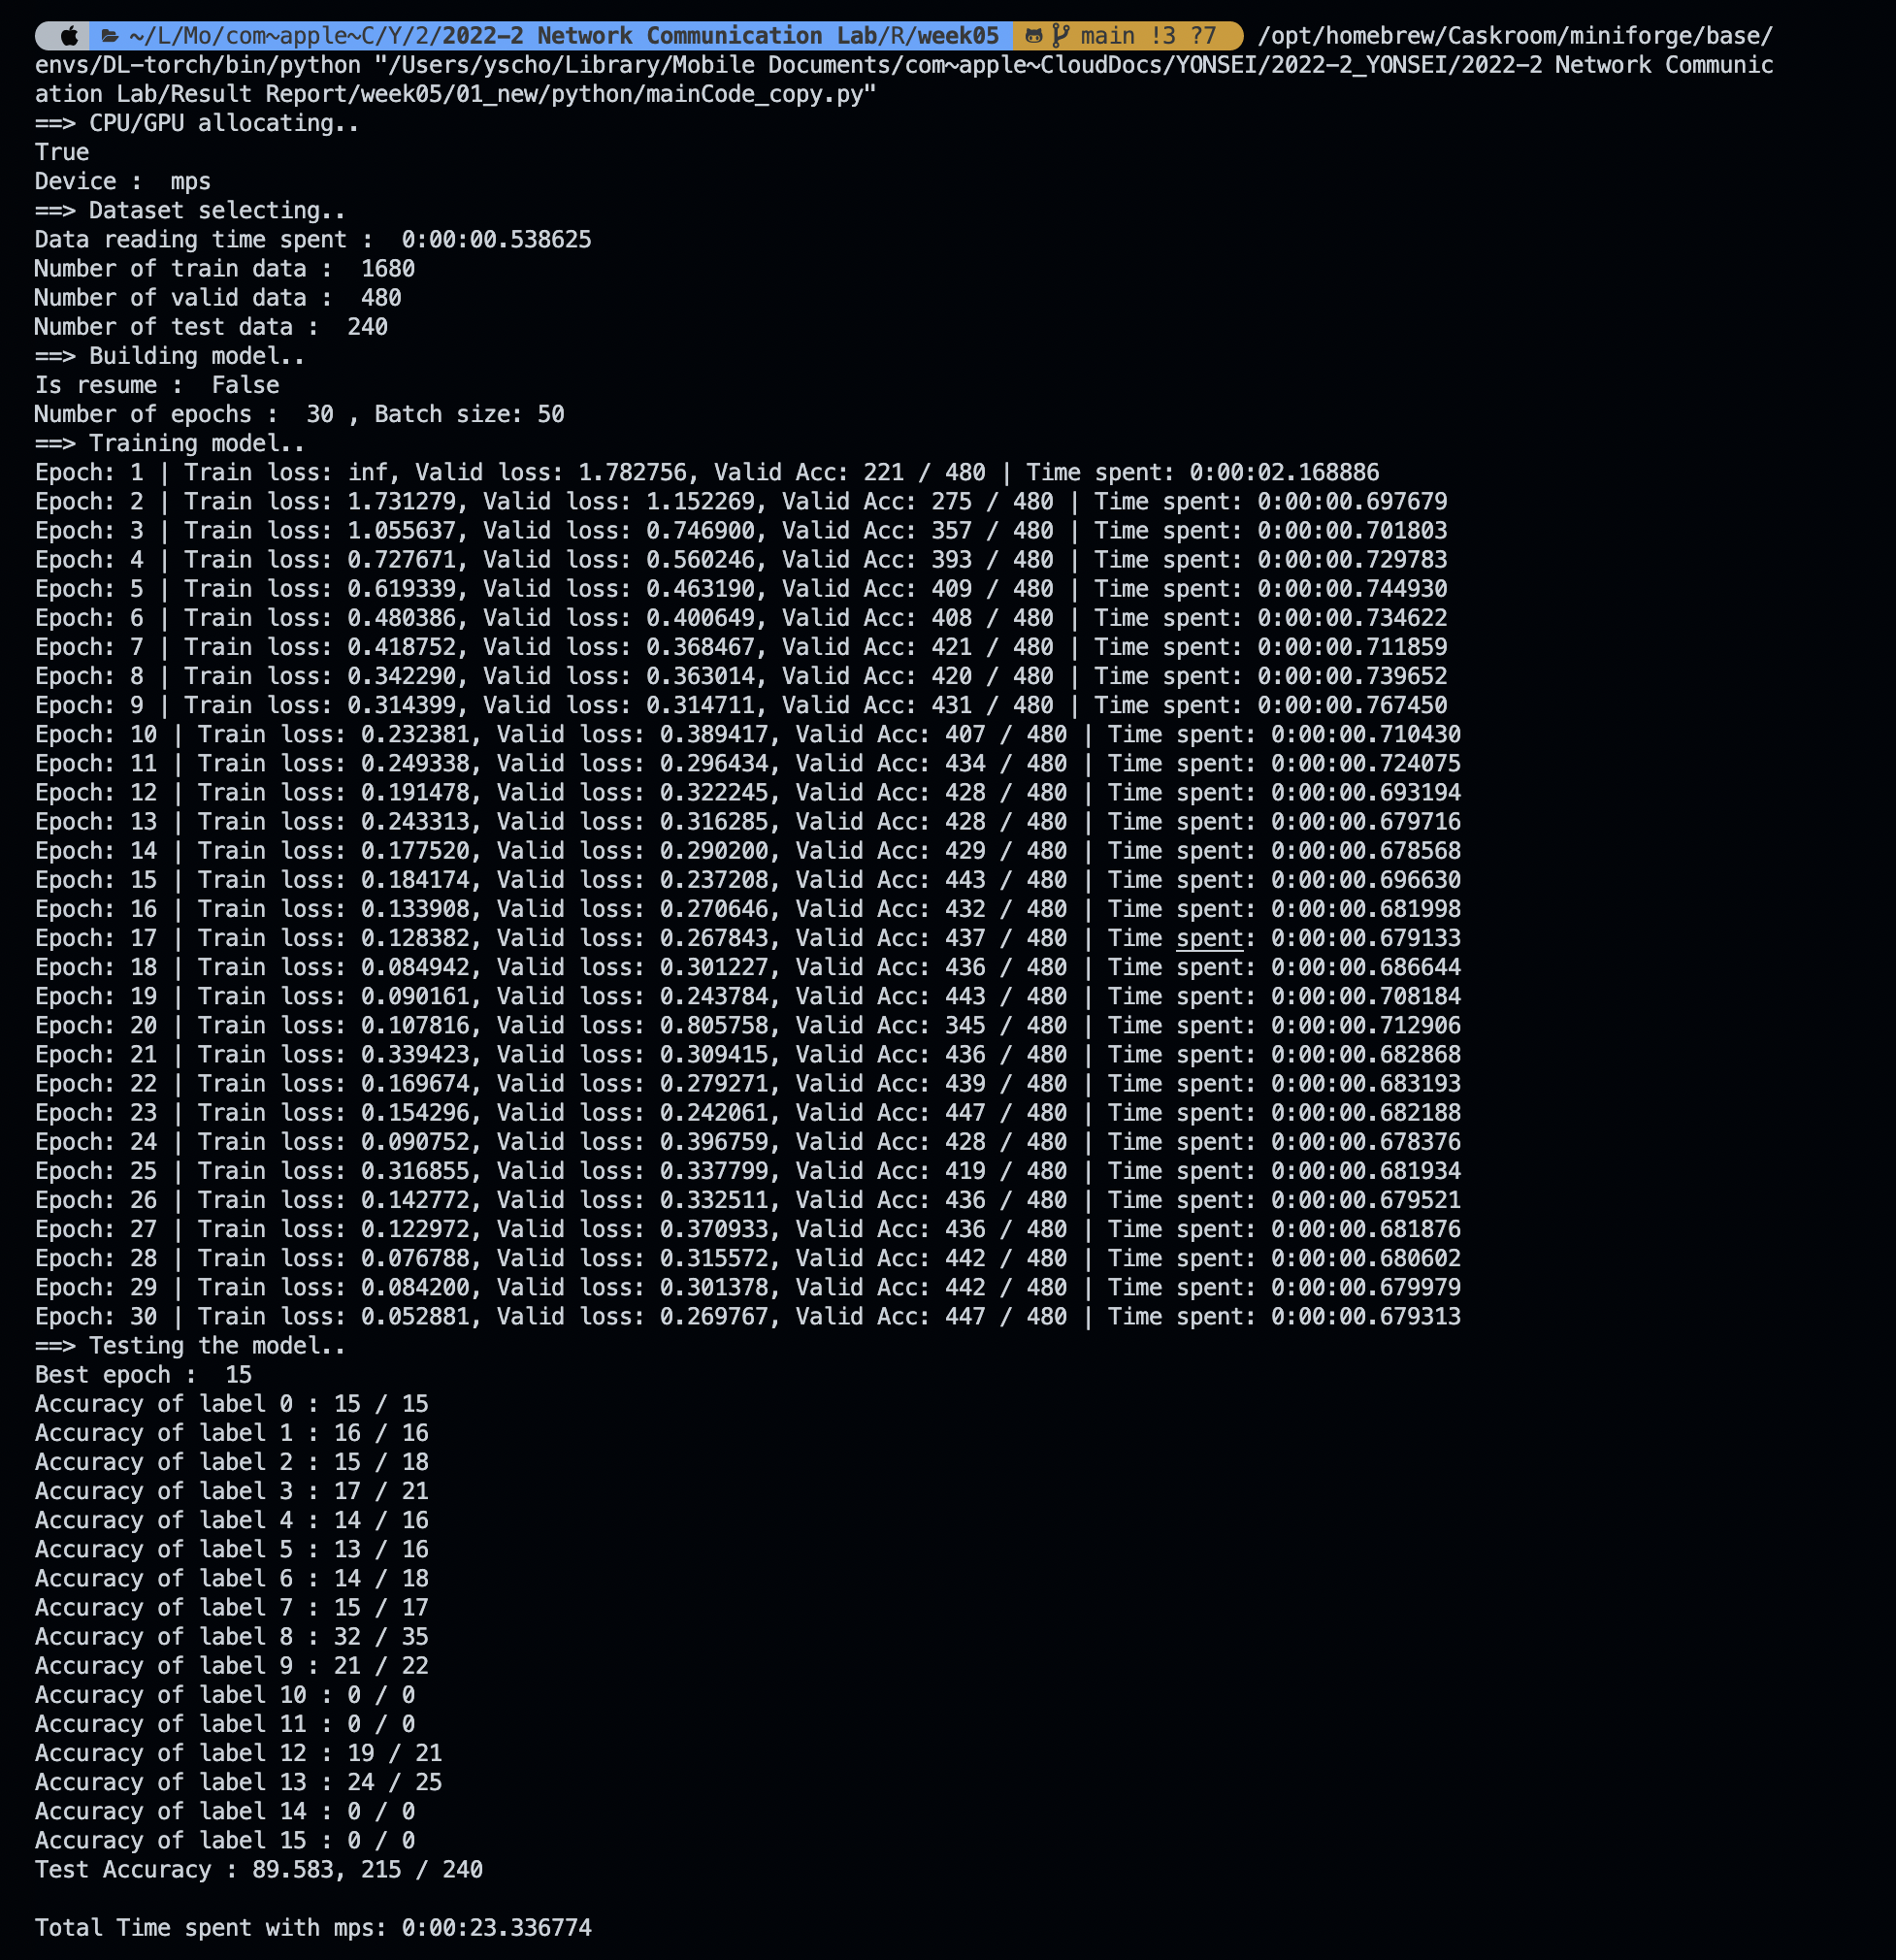 ~/L/Mo/com~apple~C/Y/2/2022-2 Network Communication Lab/R/week05 main !3 ?7 /opt/homebrew/Caskroom/miniforge/base/
envs/DL-torch/bin/python "/Users/yscho/Library/Mobile Documents/com~apple~CloudDocs/YONSEI/2022-2_YONSEI/2022-2 Network Communic
ation Lab/Result Report/week05/01_new/python/mainCode_copy.py"
==> CPU/GPU allocating..
True
Device :  mps
==> Dataset selecting..
Data reading time spent :  0:00:00.538625
Number of train data :  1680
Number of valid data :  480
Number of test data :  240
==> Building model..
Is resume :  False
Number of epochs :  30 , Batch size: 50
==> Training model..
Epoch: 1 | Train loss: inf, Valid loss: 1.782756, Valid Acc: 221 / 480 | Time spent: 0:00:02.168886
Epoch: 2 | Train loss: 1.731279, Valid loss: 1.152269, Valid Acc: 275 / 480 | Time spent: 0:00:00.697679
Epoch: 3 | Train loss: 1.055637, Valid loss: 0.746900, Valid Acc: 357 / 480 | Time spent: 0:00:00.701803
Epoch: 4 | Train loss: 0.727671, Valid loss: 0.560246, Valid Acc: 393 / 480 | Time spent: 0:00:00.729783
Epoch: 5 | Train loss: 0.619339, Valid loss: 0.463190, Valid Acc: 409 / 480 | Time spent: 0:00:00.744930
Epoch: 6 | Train loss: 0.480386, Valid loss: 0.400649, Valid Acc: 408 / 480 | Time spent: 0:00:00.734622
Epoch: 7 | Train loss: 0.418752, Valid loss: 0.368467, Valid Acc: 421 / 480 | Time spent: 0:00:00.711859
Epoch: 8 | Train loss: 0.342290, Valid loss: 0.363014, Valid Acc: 420 / 480 | Time spent: 0:00:00.739652
Epoch: 9 | Train loss: 0.314399, Valid loss: 0.314711, Valid Acc: 431 / 480 | Time spent: 0:00:00.767450
Epoch: 10 | Train loss: 0.232381, Valid loss: 0.389417, Valid Acc: 407 / 480 | Time spent: 0:00:00.710430
Epoch: 11 | Train loss: 0.249338, Valid loss: 0.296434, Valid Acc: 434 / 480 | Time spent: 0:00:00.724075
Epoch: 12 | Train loss: 0.191478, Valid loss: 0.322245, Valid Acc: 428 / 480 | Time spent: 0:00:00.693194
Epoch: 13 | Train loss: 0.243313, Valid loss: 0.316285, Valid Acc: 428 / 480 | Time spent: 0:00:00.679716
Epoch: 14 | Train loss: 0.177520, Valid loss: 0.290200, Valid Acc: 429 / 480 | Time spent: 0:00:00.678568
Epoch: 15 | Train loss: 0.184174, Valid loss: 0.237208, Valid Acc: 443 / 480 | Time spent: 0:00:00.696630
Epoch: 16 | Train loss: 0.133908, Valid loss: 0.270646, Valid Acc: 432 / 480 | Time spent: 0:00:00.681998
Epoch: 17 | Train loss: 0.128382, Valid loss: 0.267843, Valid Acc: 437 / 480 | Time spent: 0:00:00.679133
Epoch: 18 | Train loss: 0.084942, Valid loss: 0.301227, Valid Acc: 436 / 480 | Time spent: 0:00:00.686644
Epoch: 19 | Train loss: 0.090161, Valid loss: 0.243784, Valid Acc: 443 / 480 | Time spent: 0:00:00.708184
Epoch: 20 | Train loss: 0.107816, Valid loss: 0.805758, Valid Acc: 345 / 480 | Time spent: 0:00:00.712906
Epoch: 21 | Train loss: 0.339423, Valid loss: 0.309415, Valid Acc: 436 / 480 | Time spent: 0:00:00.682868
Epoch: 22 | Train loss: 0.169674, Valid loss: 0.279271, Valid Acc: 439 / 480 | Time spent: 0:00:00.683193
Epoch: 23 | Train loss: 0.154296, Valid loss: 0.242061, Valid Acc: 447 / 480 | Time spent: 0:00:00.682188
Epoch: 24 | Train loss: 0.090752, Valid loss: 0.396759, Valid Acc: 428 / 480 | Time spent: 0:00:00.678376
Epoch: 25 | Train loss: 0.316855, Valid loss: 0.337799, Valid Acc: 419 / 480 | Time spent: 0:00:00.681934
Epoch: 26 | Train loss: 0.142772, Valid loss: 0.332511, Valid Acc: 436 / 480 | Time spent: 0:00:00.679521
Epoch: 27 | Train loss: 0.122972, Valid loss: 0.370933, Valid Acc: 436 / 480 | Time spent: 0:00:00.681876
Epoch: 28 | Train loss: 0.076788, Valid loss: 0.315572, Valid Acc: 442 / 480 | Time spent: 0:00:00.680602
Epoch: 29 | Train loss: 0.084200, Valid loss: 0.301378, Valid Acc: 442 / 480 | Time spent: 0:00:00.679979
Epoch: 30 | Train loss: 0.052881, Valid loss: 0.269767, Valid Acc: 447 / 480 | Time spent: 0:00:00.679313
==> Testing the model..
Best epoch :  15
Accuracy of label 0 : 15 / 15
Accuracy of label 1 : 16 / 16
Accuracy of label 2 : 15 / 18
Accuracy of label 3 : 17 / 21
Accuracy of label 4 : 14 / 16
Accuracy of label 5 : 13 / 16
Accuracy of label 6 : 14 / 18
Accuracy of label 7 : 15 / 17
Accuracy of label 8 : 32 / 35
Accuracy of label 9 : 21 / 22
Accuracy of label 10 : 0 / 0
Accuracy of label 11 : 0 / 0
Accuracy of label 12 : 19 / 21
Accuracy of label 13 : 24 / 25
Accuracy of label 14 : 0 / 0
Accuracy of label 15 : 0 / 0
Test Accuracy : 89.583, 215 / 240
Total Time spent with mps: 0:00:23.336774